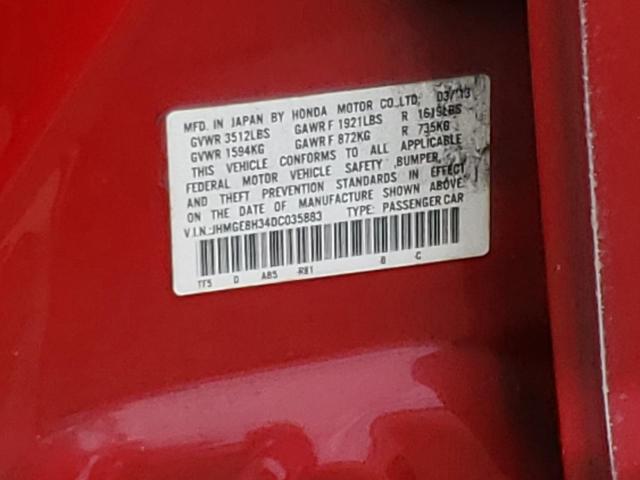 MFD. IN JAPAN BY HONDA MOTOR CO.,LTD. 03/13
GVWR 3512LBS GAWR F 1921LBS R 1619LBS
GVWR 1594KG GAWR F 872KG R 735KG
THIS VEHICLE CONFORMS TO ALL APPLICABLE
FEDERAL MOTOR VEHICLE SAFETY ,BUMPER,
AND THEFT PREVENTION STANDARDS IN EFFECT
ON THE DATE OF MANUFACTURE SHOWN ABOVE.
V.I.N.:JHMGE8H34DC035883 TYPE: PASSENGER CAR
TF5 D AB5 R81 B C